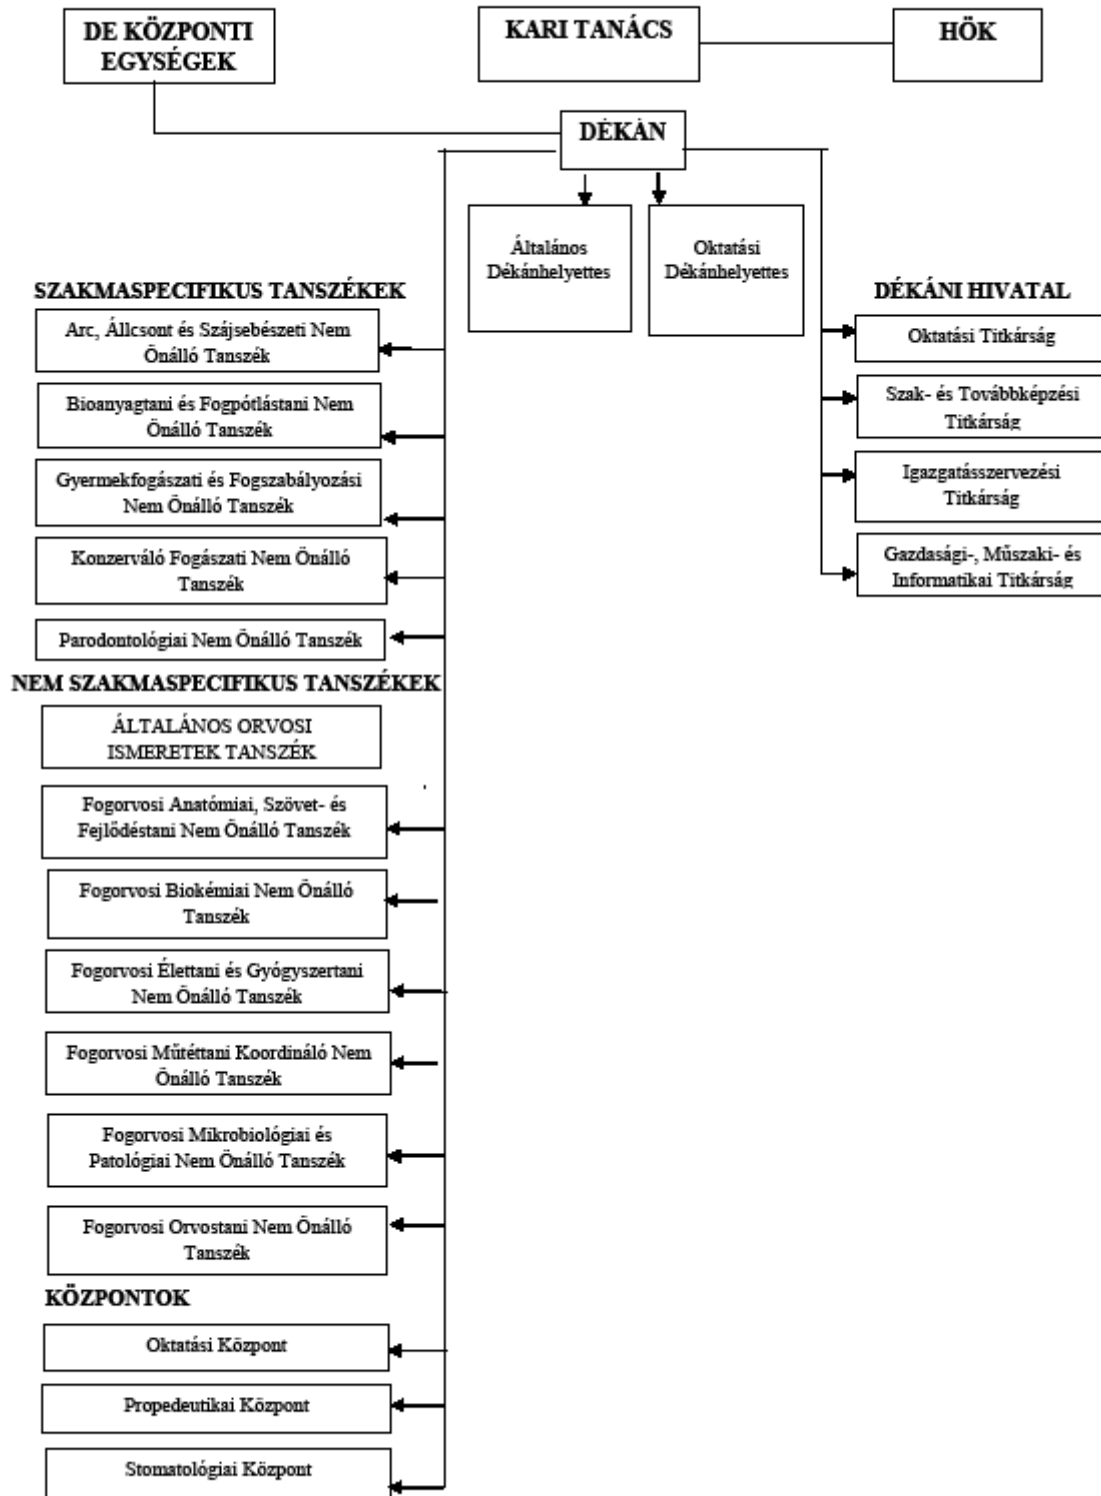 DE KÖZPONTI
EGYSÉGEK
KARI TANÁCS
HÖK
DÉKÁN
Általános
Dékánhelyettes
Oktatási
Dékánhelyettes
SZAKMASPECIFIKUS TANSZÉKEK
Arc, Állcsont és Szájsebészeti Nem
Önálló Tanszék
Bioanyagtani és Fogpótlástani Nem
Önálló Tanszék
Gyermekfogászati és Fogszabályozási
Nem Önálló Tanszék
Konzerváló Fogászati Nem Önálló
Tanszék
Parodontológiai Nem Önálló Tanszék
DÉKÁNI HIVATAL
Oktatási Titkárság
Szak- és Továbbképzési
Titkárság
Igazgatásszervezési
Titkárság
Gazdasági-, Műszaki- és
Informatikai Titkárság
NEM SZAKMASPECIFIKUS TANSZÉKEK
ÁLTALÁNOS ORVOSI
ISMERETEK TANSZÉK
Fogorvosi Anatómiai, Szövet- és
Fejlődéstani Nem Önálló Tanszék
Fogorvosi Biokémiai Nem Önálló
Tanszék
Fogorvosi Élettani és Gyógyszertani
Nem Önálló Tanszék
Fogorvosi Műtéttani Koordináló Nem
Önálló Tanszék
Fogorvosi Mikrobiológiai és
Patológiai Nem Önálló Tanszék
Fogorvosi Orvostani Nem Önálló
Tanszék
KÖZPONTOK
Oktatási Központ
Propedeutikai Központ
Stomatológiai Központ